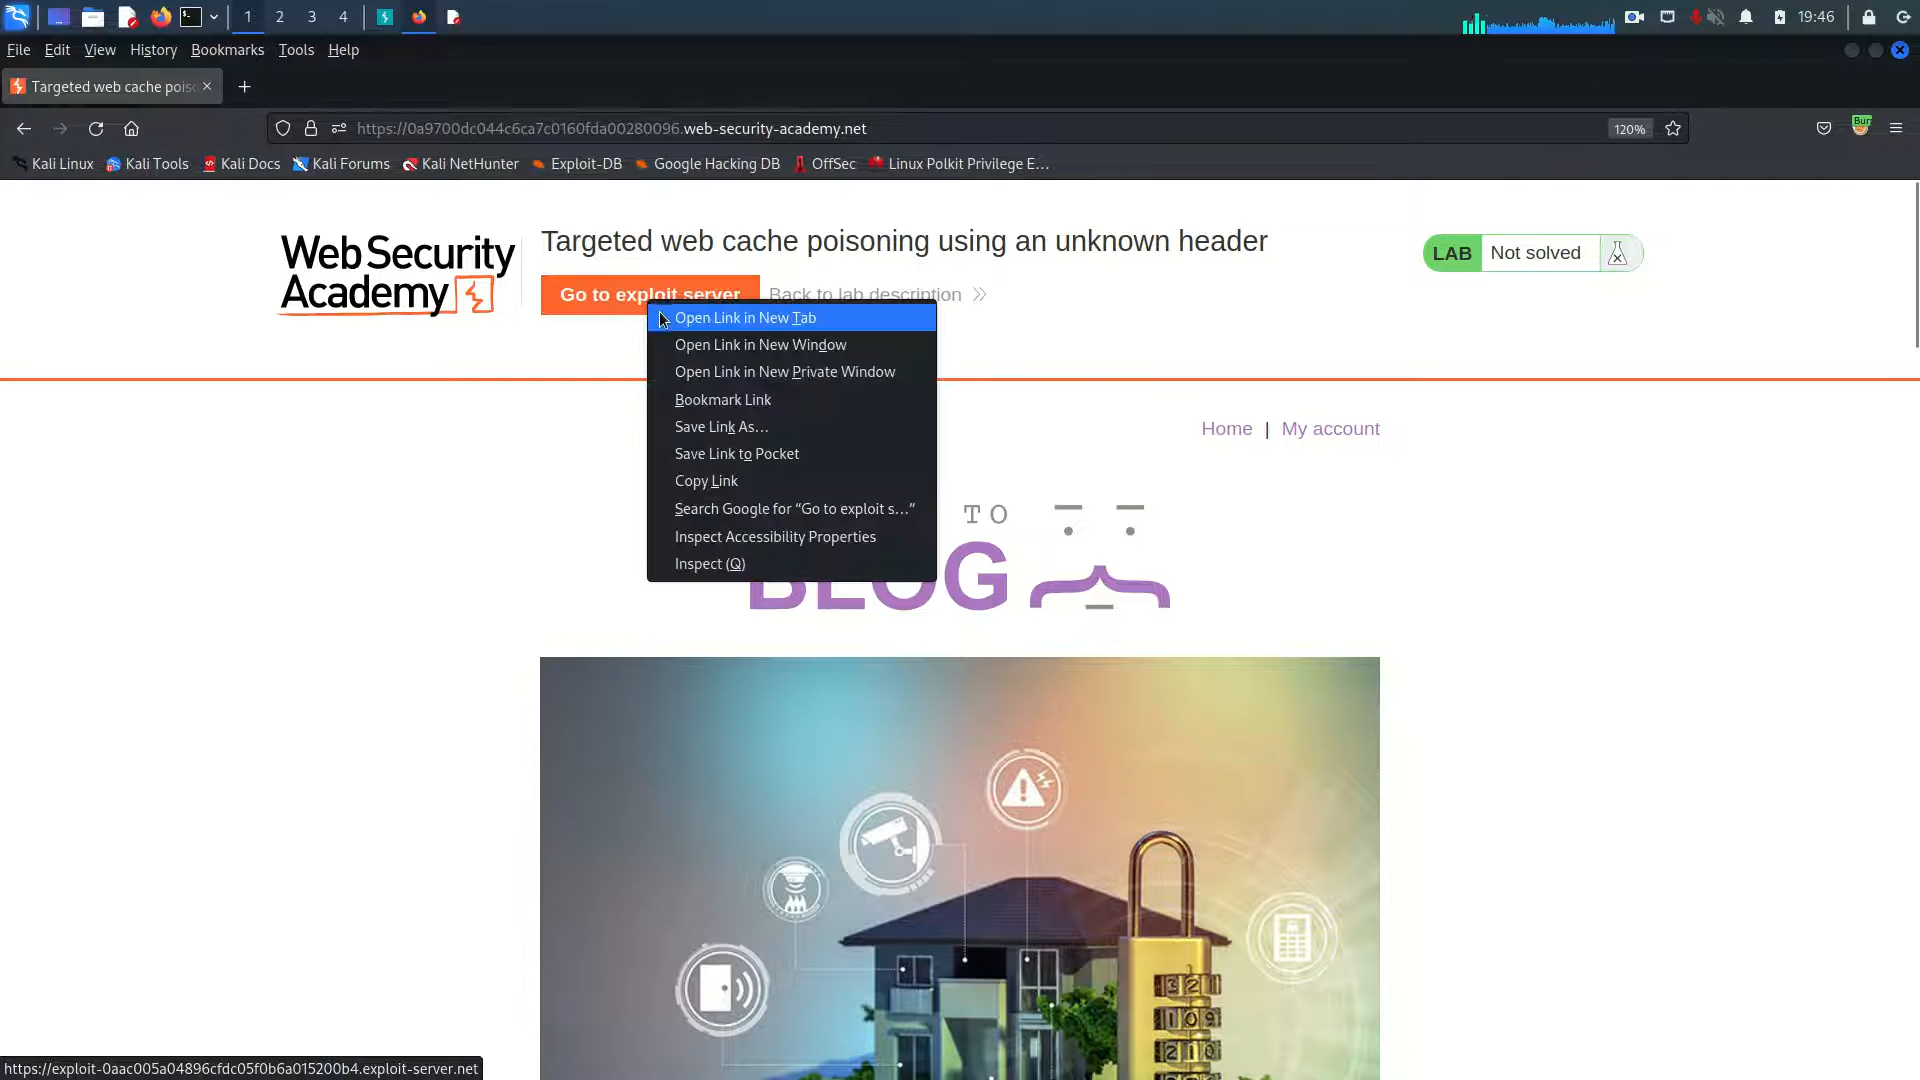 1 2 3 4 19:46
File Edit View History Bookmarks Tools Help
Targeted web cache pois
https://0a9700dc044c6ca7c0160fda00280096.web-security-academy.net 120% Burp
Kali Linux Kali Tools Kali Docs Kali Forums Kali NetHunter Exploit-DB Google Hacking DB OffSec Linux Polkit Privilege E...
WebSecurity
Academy
Targeted web cache poisoning using an unknown header
LAB Not solved
Go to exploit server Back to lab description
Open Link in New Tab
Open Link in New Window
Open Link in New Private Window
Bookmark Link
Save Link As...
Save Link to Pocket
Copy Link
Search Google for “Go to exploit s...”
Inspect Accessibility Properties
Inspect (Q)
Home | My account
TO
BLOG
321
109
210
https://exploit-0aac005a04896cfdc05f0b6a015200b4.exploit-server.net